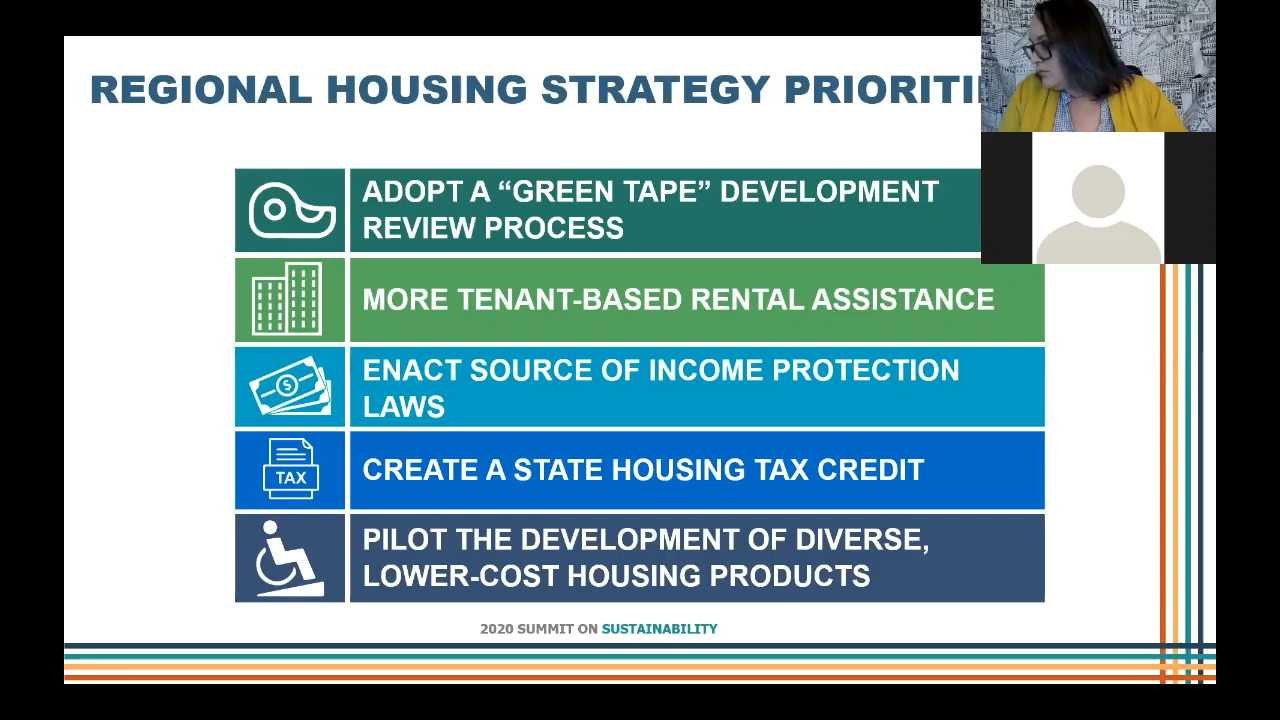 REGIONAL HOUSING STRATEGY
ADOPT A “GREEN TAPE” DEVELOPMENT
REVIEW PROCESS
MORE TENANT-BASED RENTAL ASSISTANCE
ENACT SOURCE OF INCOME PROTECTION
LAWS
TAX
CREATE A STATE HOUSING TAX CREDIT
PILOT THE DEVELOPMENT OF DIVERSE,
LOWER-COST HOUSING PRODUCTS
2020 SUMMIT ON SUSTAINABILITY